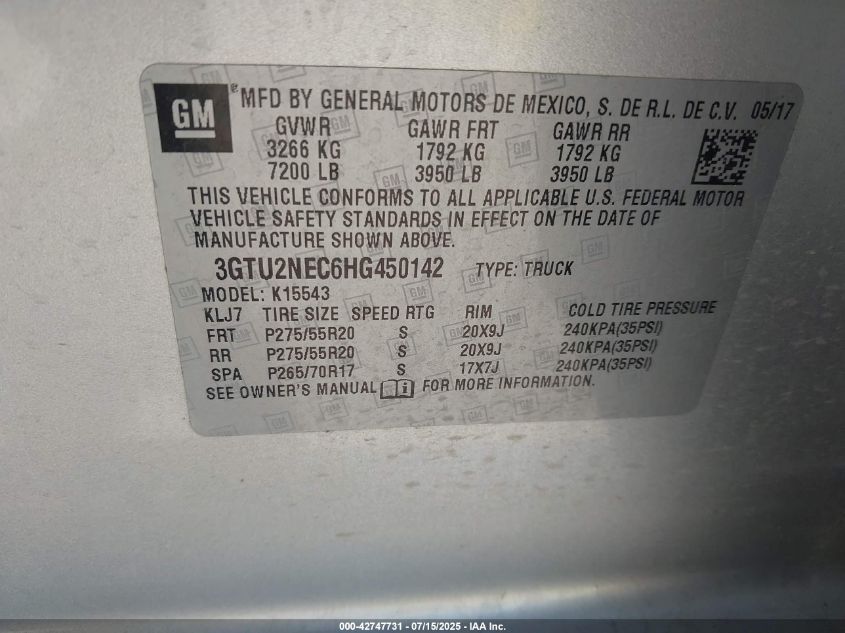 GM
® MFD BY GENERAL MOTORS DE MEXICO, S. DE R.L. DE C.V. 05/17
GVWR GAWR FRT GAWR RR
3266 KG 1792 KG 1792 KG
7200 LB 3950 LB 3950 LB
THIS VEHICLE CONFORMS TO ALL APPLICABLE U.S. FEDERAL MOTOR
VEHICLE SAFETY STANDARDS IN EFFECT ON THE DATE OF
MANUFACTURE SHOWN ABOVE.
3GTU2NEC6HG450142 TYPE: TRUCK
MODEL: K15543
KLJ7 TIRE SIZE SPEED RTG RIM COLD TIRE PRESSURE
FRT P275/55R20 S 20X9J 240KPA(35PSI)
RR P275/55R20 S 20X9J 240KPA(35PSI)
SPA P265/70R17 S 17X7J 240KPA(35PSI)
SEE OWNER'S MANUAL i FOR MORE INFORMATION.
000-42747731 - 07/15/2025 - IAA Inc.